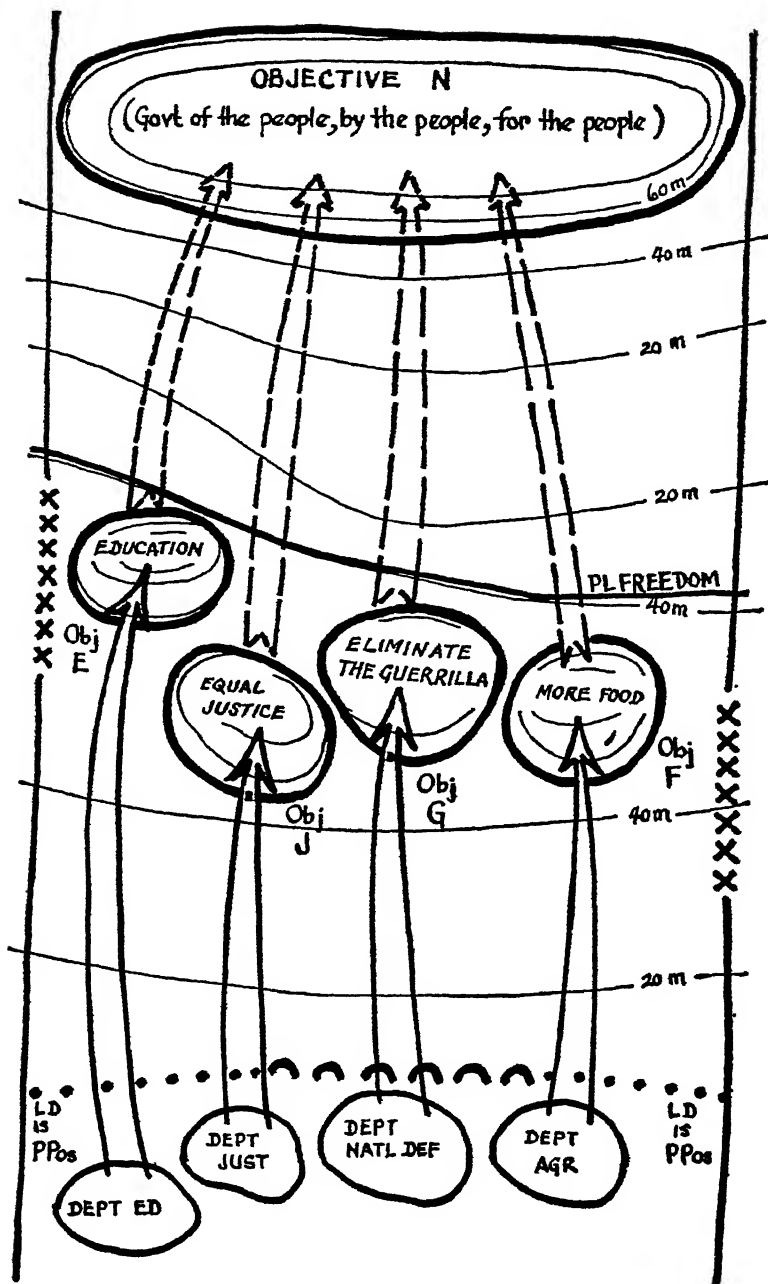 OBJECTIVE N
(Govt of the people, by the people, for the people)
60m
40m
20 m
20m
EDUCATION
PL FREEDOM
40m
Obj
E
ELIMINATE
THE GUERRILLA
EQUAL
JUSTICE
MORE FOOD
Obj
F
Obj
G
Obj
J
40m
20m
LD
IS
PPos
DEPT
JUST
DEPT
NATL DEF
DEPT
AGR
LD
IS
PPos
DEPT ED